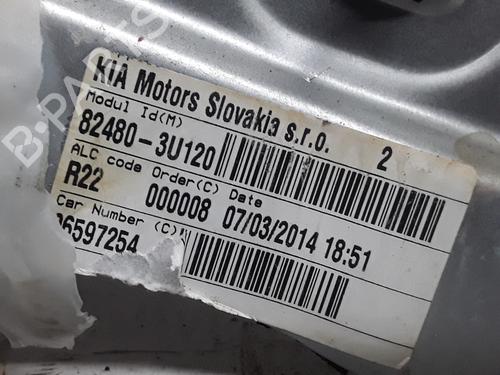 B-PARTS
KIA Motors Slovakia s.r.o. 2
Modul Id(M)
82480-3U120
ALC code Order(C) Date
R22 000008 07/03/2014 18:51
Car Number (C)
06597254